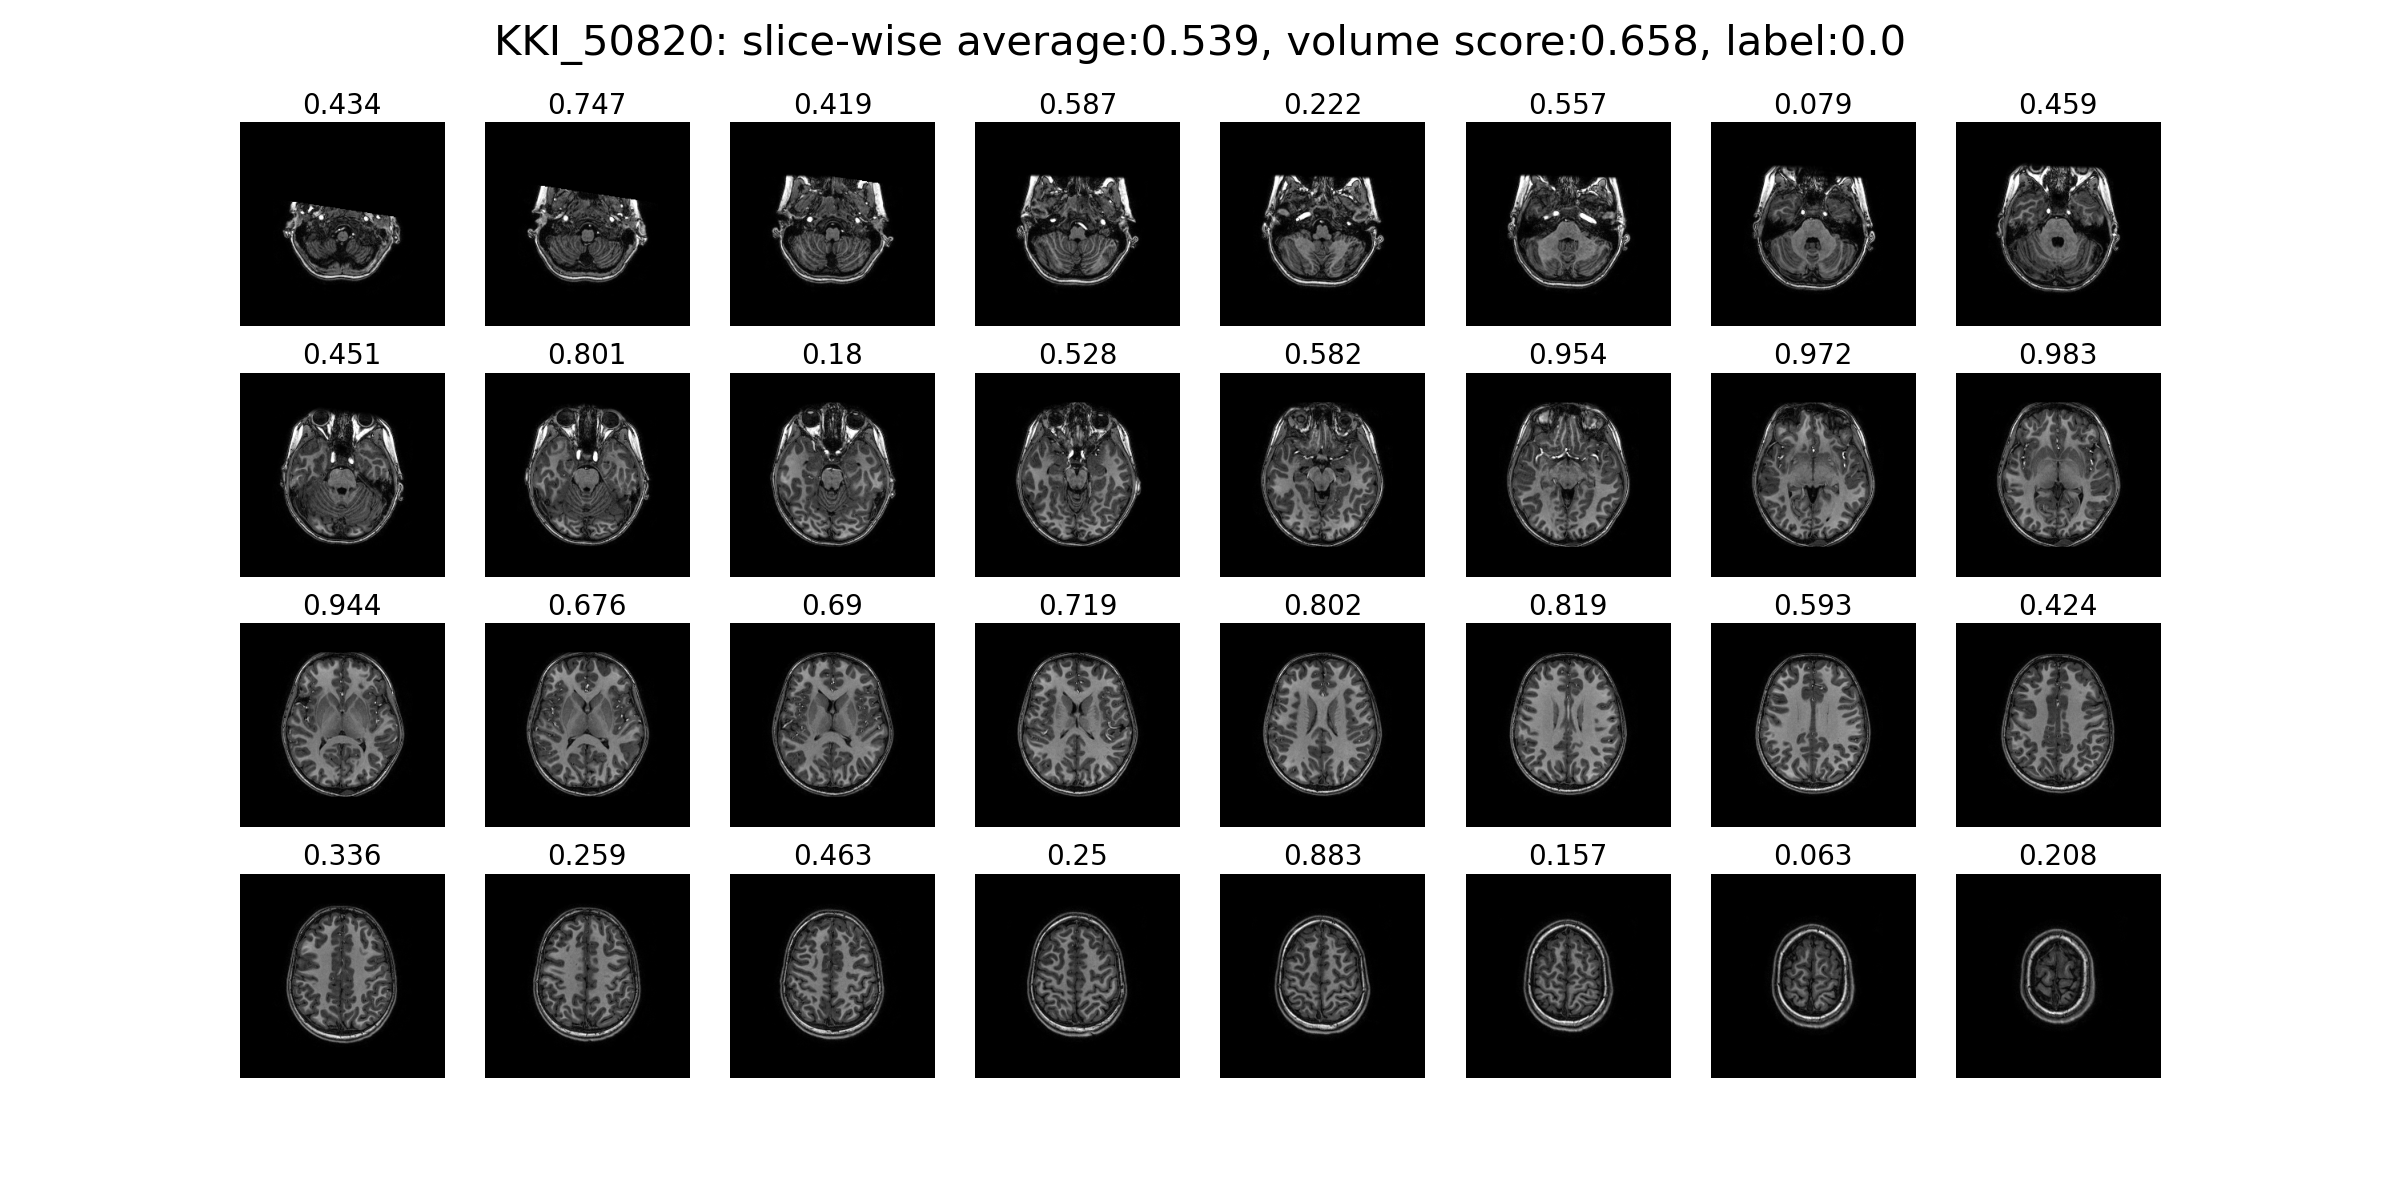 KKI_50820: slice-wise average:0.539, volume score:0.658, label:0.0
0.434 0.747 0.419 0.587 0.222 0.557 0.079 0.459
0.451 0.801 0.18 0.528 0.582 0.954 0.972 0.983
0.944 0.676 0.69 0.719 0.802 0.819 0.593 0.424
0.336 0.259 0.463 0.25 0.883 0.157 0.063 0.208